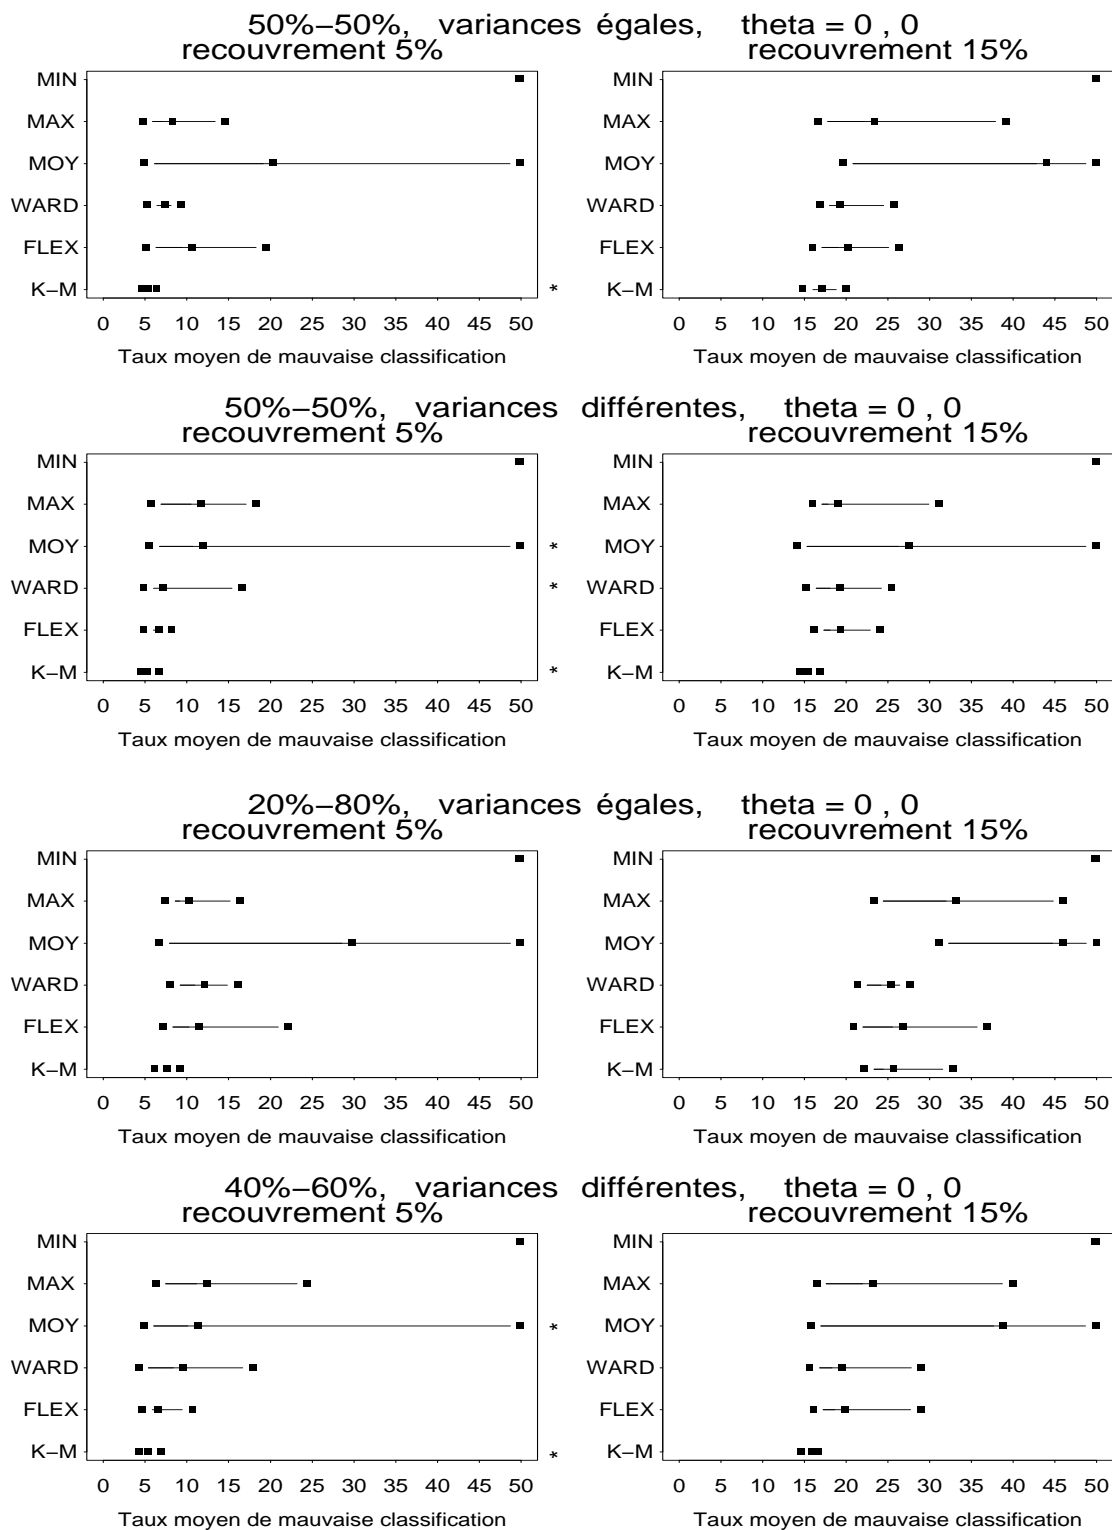 50%–50%, variances égales, theta = 0 , 0
recouvrement 5%
MIN
MAX
MOY
WARD
FLEX
K–M
*
0 5 10 15 20 25 30 35 40 45 50
Taux moyen de mauvaise classification
recouvrement 15%
MIN
MAX
MOY
WARD
FLEX
K–M
0 5 10 15 20 25 30 35 40 45 50
Taux moyen de mauvaise classification
50%–50%, variances différentes, theta = 0 , 0
recouvrement 5%
MIN
MAX
MOY
*
WARD
*
FLEX
K–M
*
0 5 10 15 20 25 30 35 40 45 50
Taux moyen de mauvaise classification
recouvrement 15%
MIN
MAX
MOY
WARD
FLEX
K–M
0 5 10 15 20 25 30 35 40 45 50
Taux moyen de mauvaise classification
20%–80%, variances égales, theta = 0 , 0
recouvrement 5%
MIN
MAX
MOY
WARD
FLEX
K–M
0 5 10 15 20 25 30 35 40 45 50
Taux moyen de mauvaise classification
recouvrement 15%
MIN
MAX
MOY
WARD
FLEX
K–M
0 5 10 15 20 25 30 35 40 45 50
Taux moyen de mauvaise classification
40%–60%, variances différentes, theta = 0 , 0
recouvrement 5%
MIN
MAX
MOY
*
WARD
FLEX
K–M
*
0 5 10 15 20 25 30 35 40 45 50
Taux moyen de mauvaise classification
recouvrement 15%
MIN
MAX
MOY
WARD
FLEX
K–M
0 5 10 15 20 25 30 35 40 45 50
Taux moyen de mauvaise classification